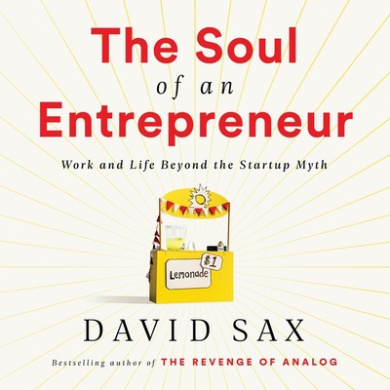 The Soul
of an
Entrepreneur
Work and Life Beyond the Startup Myth
$1
Lemonade
DAVID SAX
Bestselling author of THE REVENGE OF ANALOG